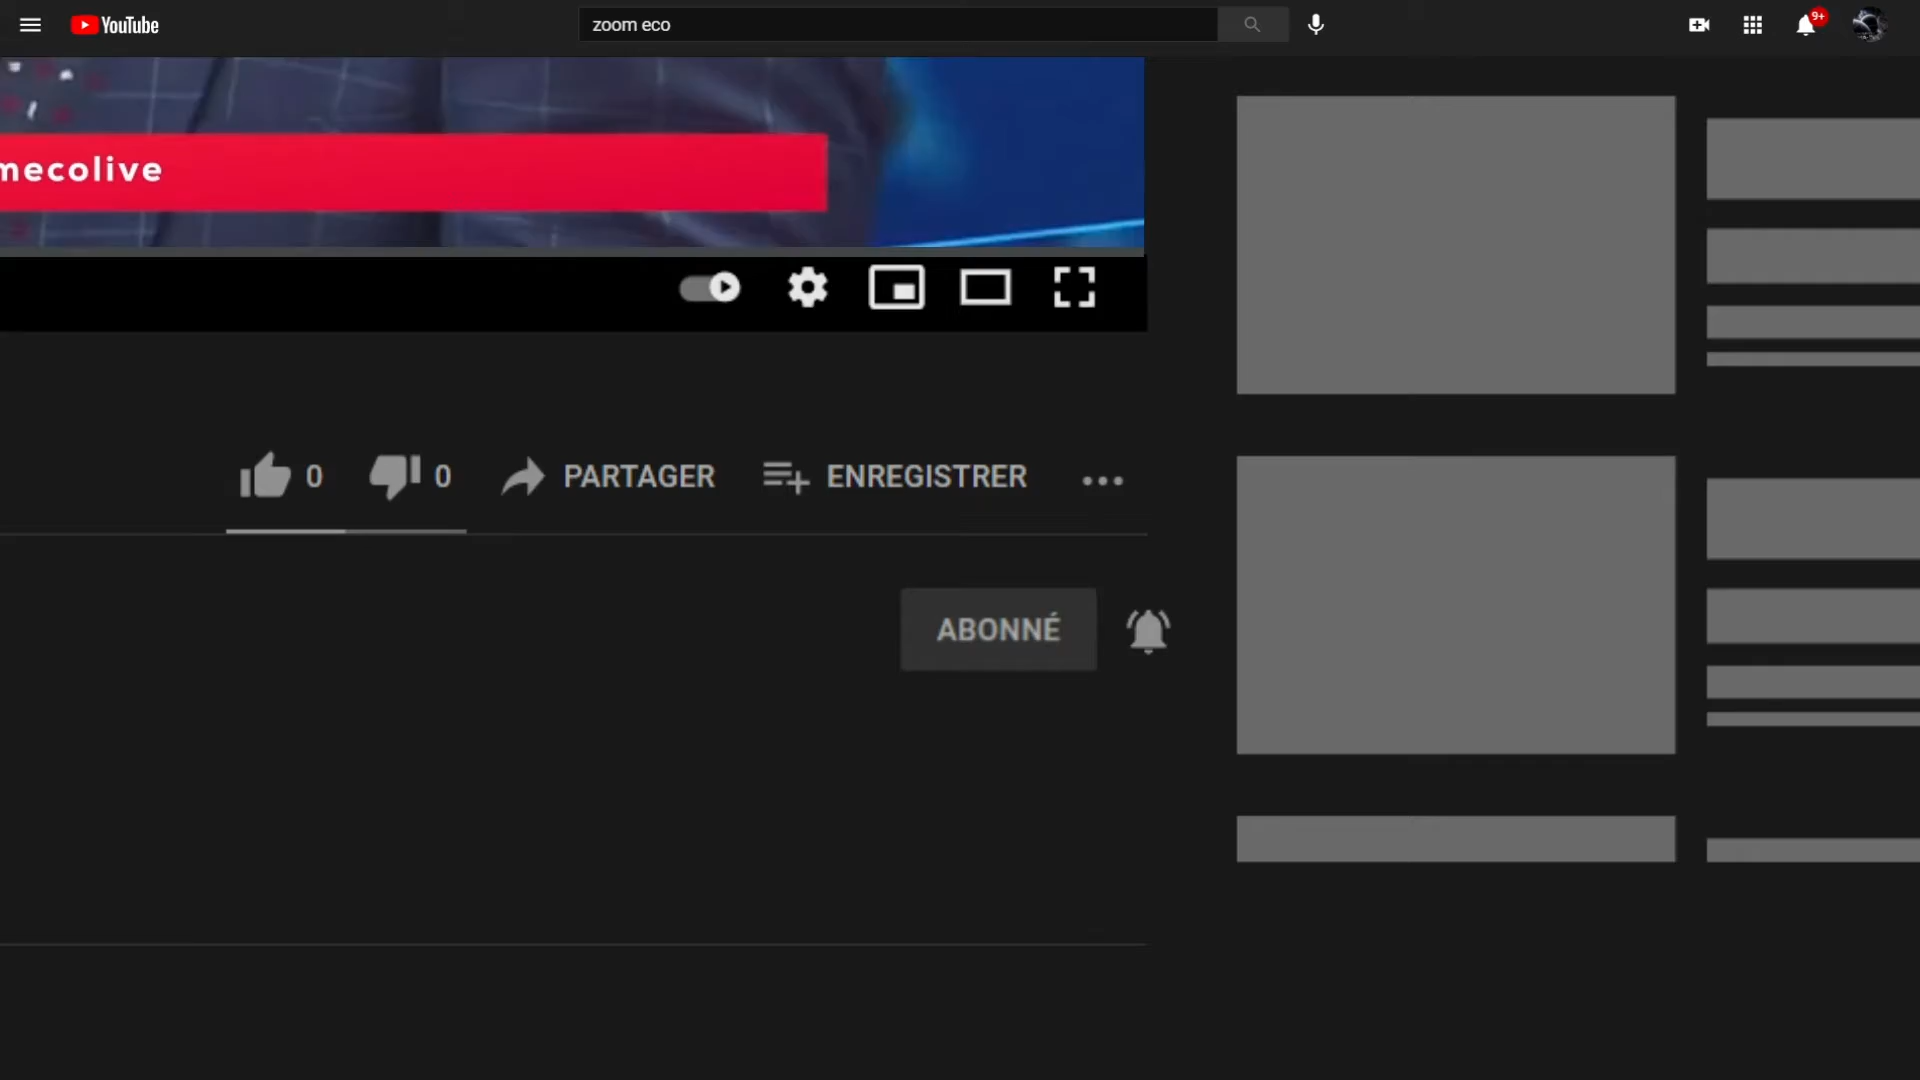 YouTube
zoom eco
9+
mecolive
0
0
PARTAGER
ENREGISTRER
ABONNÉ